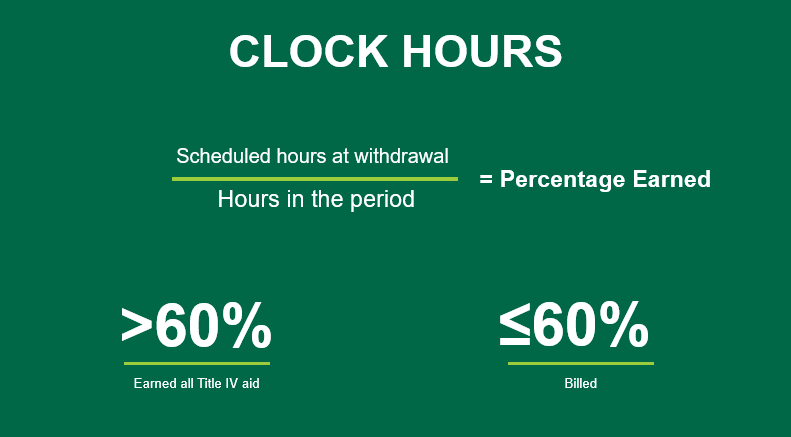 CLOCK HOURS
Scheduled hours at withdrawal
Hours in the period
= Percentage Earned
>60%
Earned all Title IV aid
≤60%
Billed